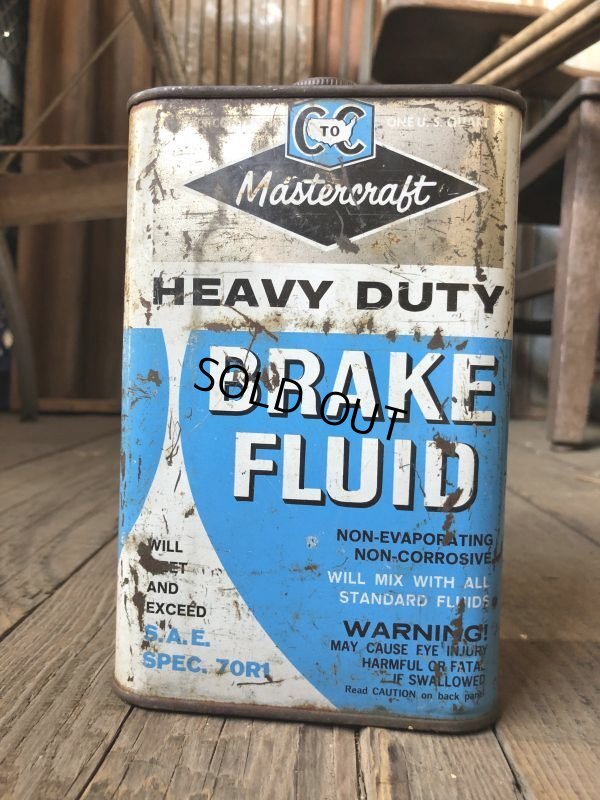 C TO C
ONE U.S. QUART
Mastercraft
HEAVY DUTY
BRAKE
FLUID
SOLD OUT
NON-EVAPORATING
NON-CORROSIVE
WILL MIX WITH ALL
STANDARD FLUIDS
WILL
MEET
AND
EXCEED
S.A.E.
SPEC. 70R1
WARNING!
MAY CAUSE EYE INJURY
HARMFUL OR FATAL
IF SWALLOWED
Read CAUTION on back panel